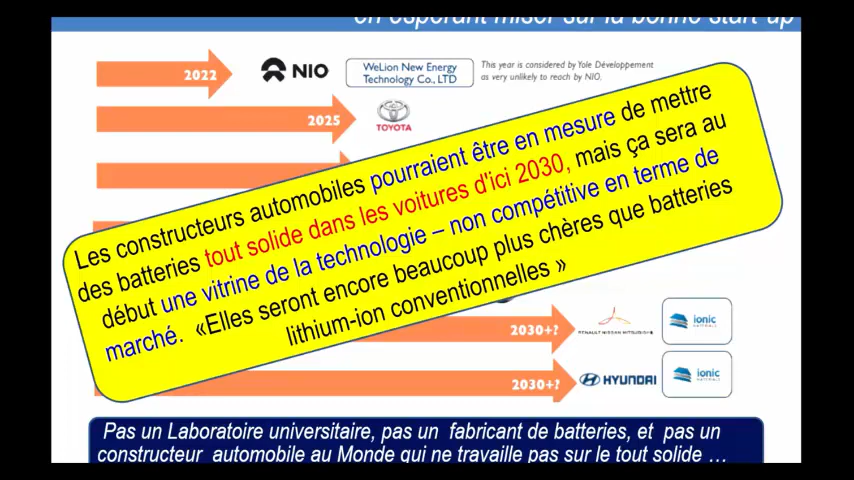 en espérant miser sur la bonne start-up
2022
NIO
WeLion New Energy
Technology Co., LTD
This year is considered by Yole Développement
as very unlikely to reach by NIO.
2025
TOYOTA
Les constructeurs automobiles pourraient être en mesure de mettre
des batteries tout solide dans les voitures d'ici 2030, mais ça sera au
début une vitrine de la technologie – non compétitive en terme de
marché. «Elles seront encore beaucoup plus chères que batteries
lithium-ion conventionnelles »
2030+?
RENAULT NISSAN MITSUBISHI
ionic
MATERIALS
2030+?
HYUNDAI
ionic
MATERIALS
Pas un Laboratoire universitaire, pas un fabricant de batteries, et pas un
constructeur automobile au Monde qui ne travaille pas sur le tout solide …